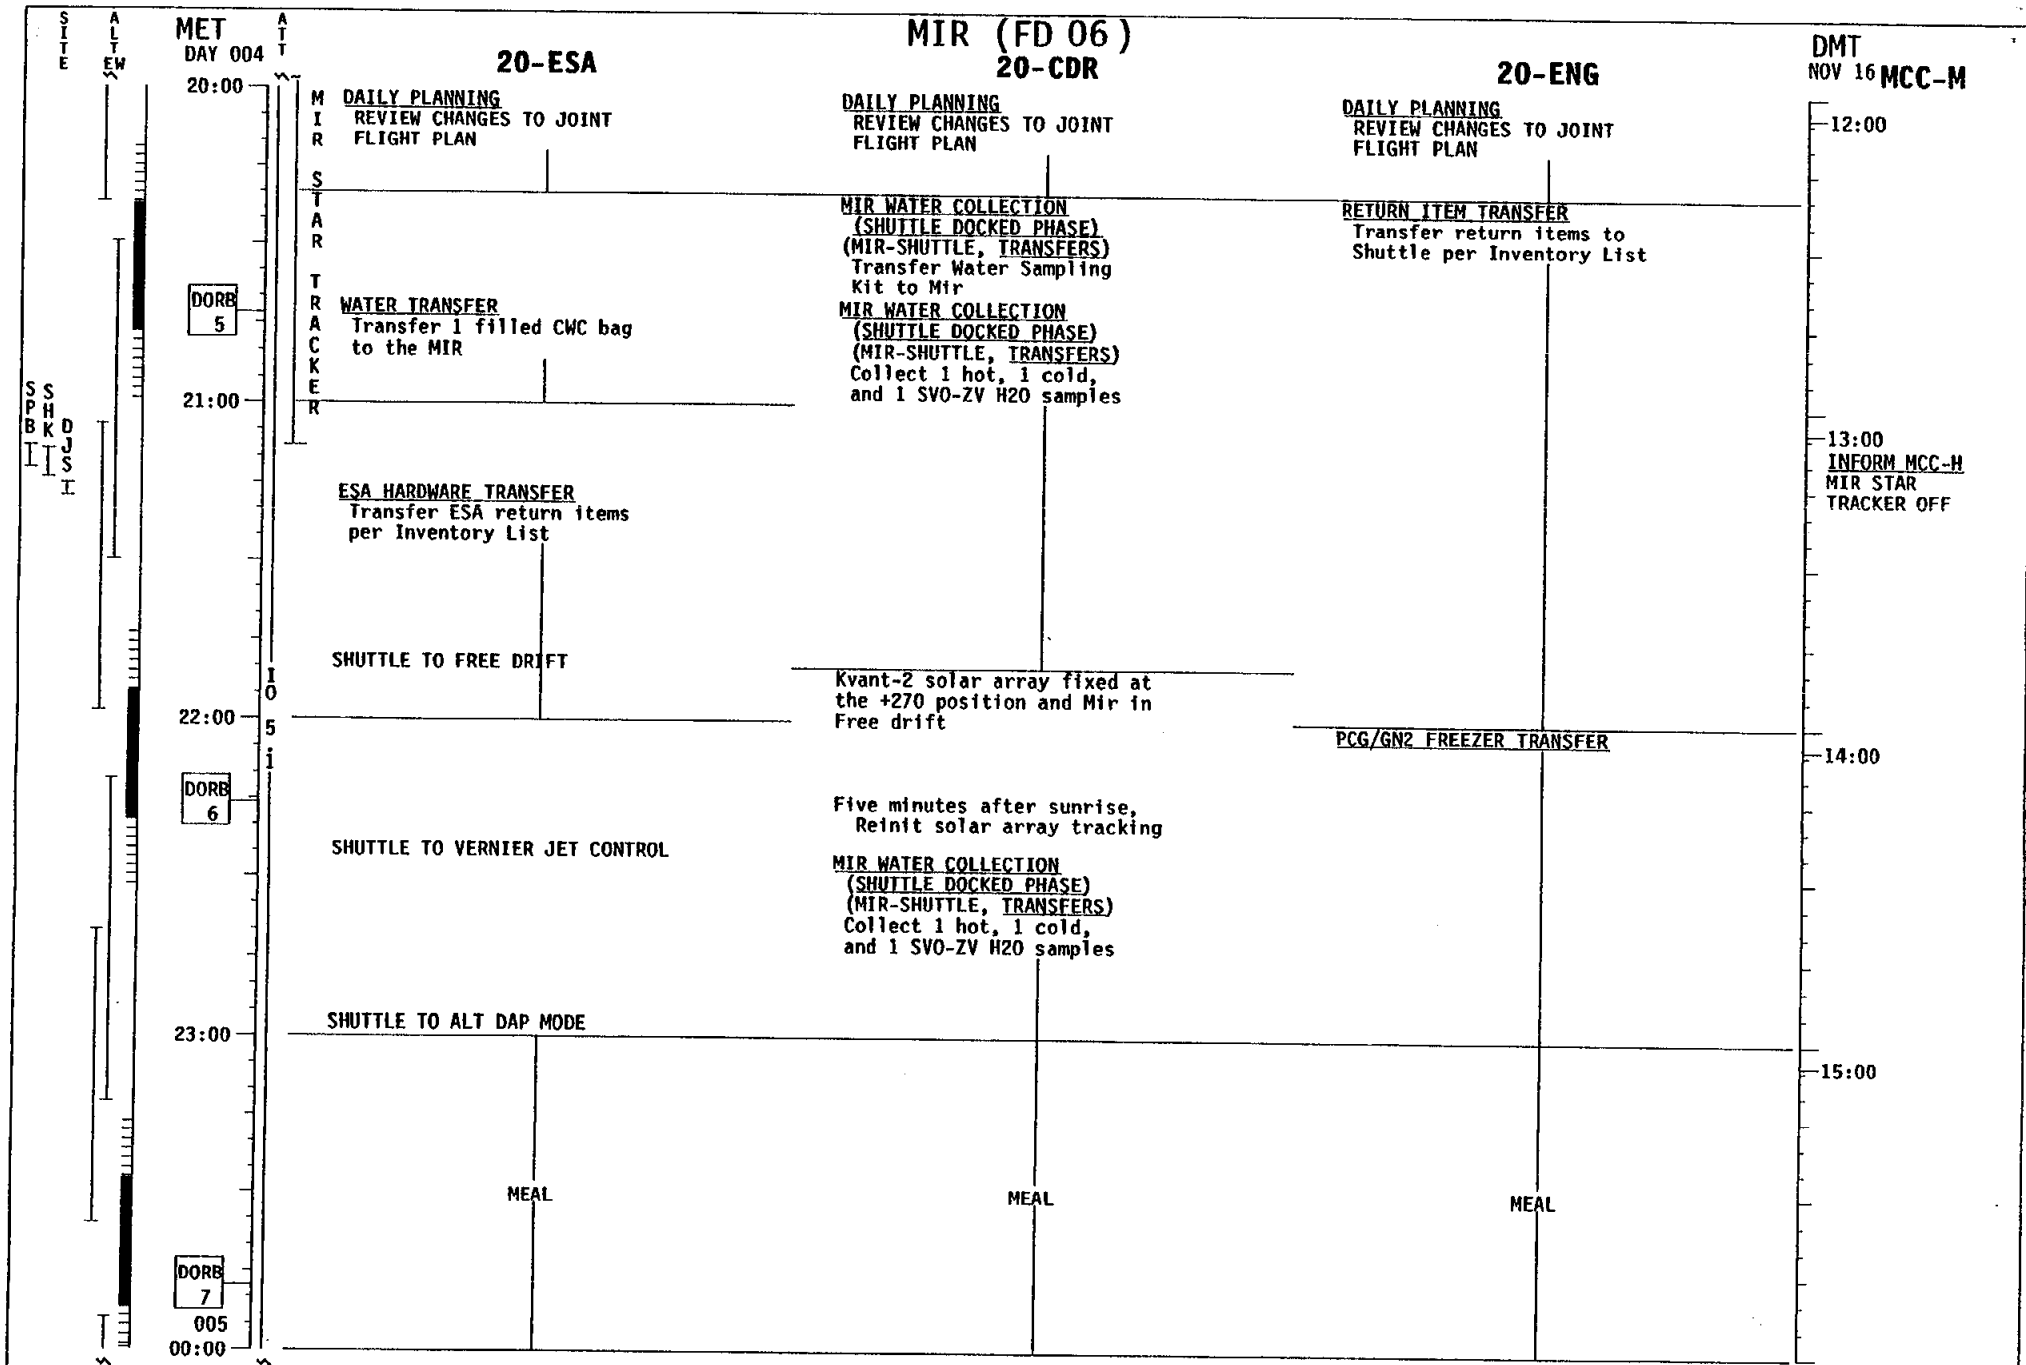 SITE
ALT EW
MET
DAY 004
ATT
MIR (FD 06)
20-ESA
20-CDR
20-ENG
DMT
NOV 16 MCC-M
20:00
MIR STAR TRACKER
DAILY PLANNING
REVIEW CHANGES TO JOINT
FLIGHT PLAN
DAILY PLANNING
REVIEW CHANGES TO JOINT
FLIGHT PLAN
DAILY PLANNING
REVIEW CHANGES TO JOINT
FLIGHT PLAN
12:00
MIR WATER COLLECTION
(SHUTTLE DOCKED PHASE)
(MIR-SHUTTLE, TRANSFERS)
Transfer Water Sampling
Kit to Mir
RETURN ITEM TRANSFER
Transfer return items to
Shuttle per Inventory List
DORB
5
WATER TRANSFER
Transfer 1 filled CWC bag
to the MIR
MIR WATER COLLECTION
(SHUTTLE DOCKED PHASE)
(MIR-SHUTTLE, TRANSFERS)
Collect 1 hot, 1 cold,
and 1 SVO-ZV H2O samples
SPB
SHK
DJS
21:00
13:00
INFORM MCC-H
MIR STAR
TRACKER OFF
ESA HARDWARE TRANSFER
Transfer ESA return items
per Inventory List
SHUTTLE TO FREE DRIFT
IO 5 i
Kvant-2 solar array fixed at
the +270 position and Mir in
Free drift
22:00
PCG/GN2 FREEZER TRANSFER
14:00
DORB
6
Five minutes after sunrise,
Reinit solar array tracking
SHUTTLE TO VERNIER JET CONTROL
MIR WATER COLLECTION
(SHUTTLE DOCKED PHASE)
(MIR-SHUTTLE, TRANSFERS)
Collect 1 hot, 1 cold,
and 1 SVO-ZV H2O samples
SHUTTLE TO ALT DAP MODE
23:00
15:00
MEAL
MEAL
MEAL
DORB
7
005
00:00